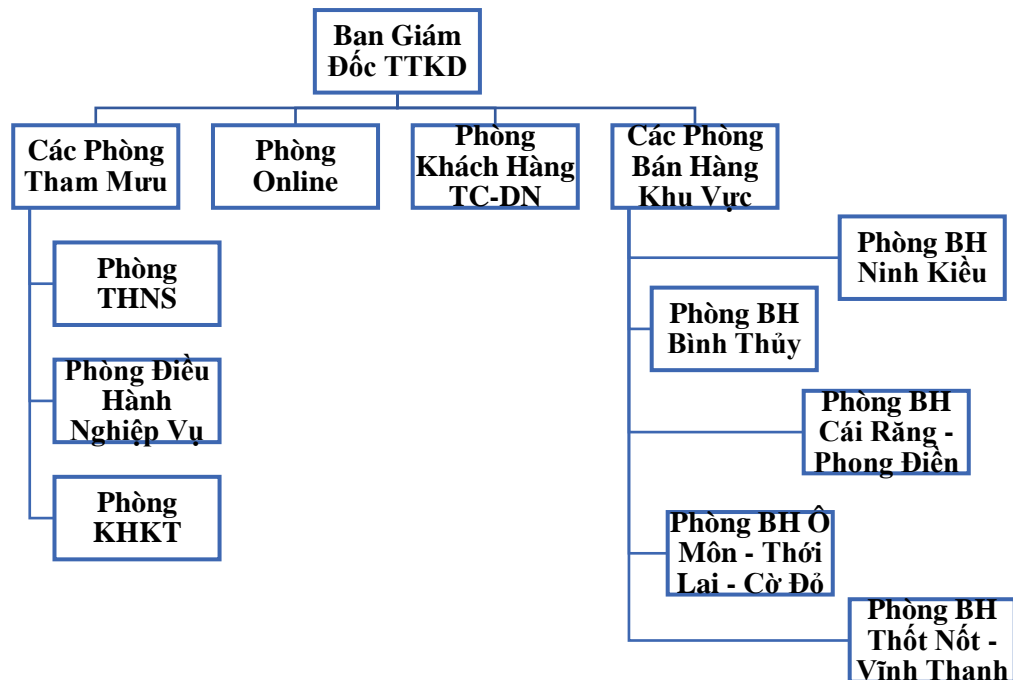 Ban Giám
Đốc TTKD
Các Phòng
Tham Mưu
Phòng
Online
Phòng
Khách Hàng
TC-DN
Các Phòng
Bán Hàng
Khu Vực
Phòng
THNS
Phòng Điều
Hành
Nghiệp Vụ
Phòng
KHKT
Phòng BH
Ninh Kiều
Phòng BH
Bình Thủy
Phòng BH
Cái Răng -
Phong Điền
Phòng BH Ô
Môn - Thới
Lai - Cờ Đỏ
Phòng BH
Thốt Nốt -
Vĩnh Thạnh